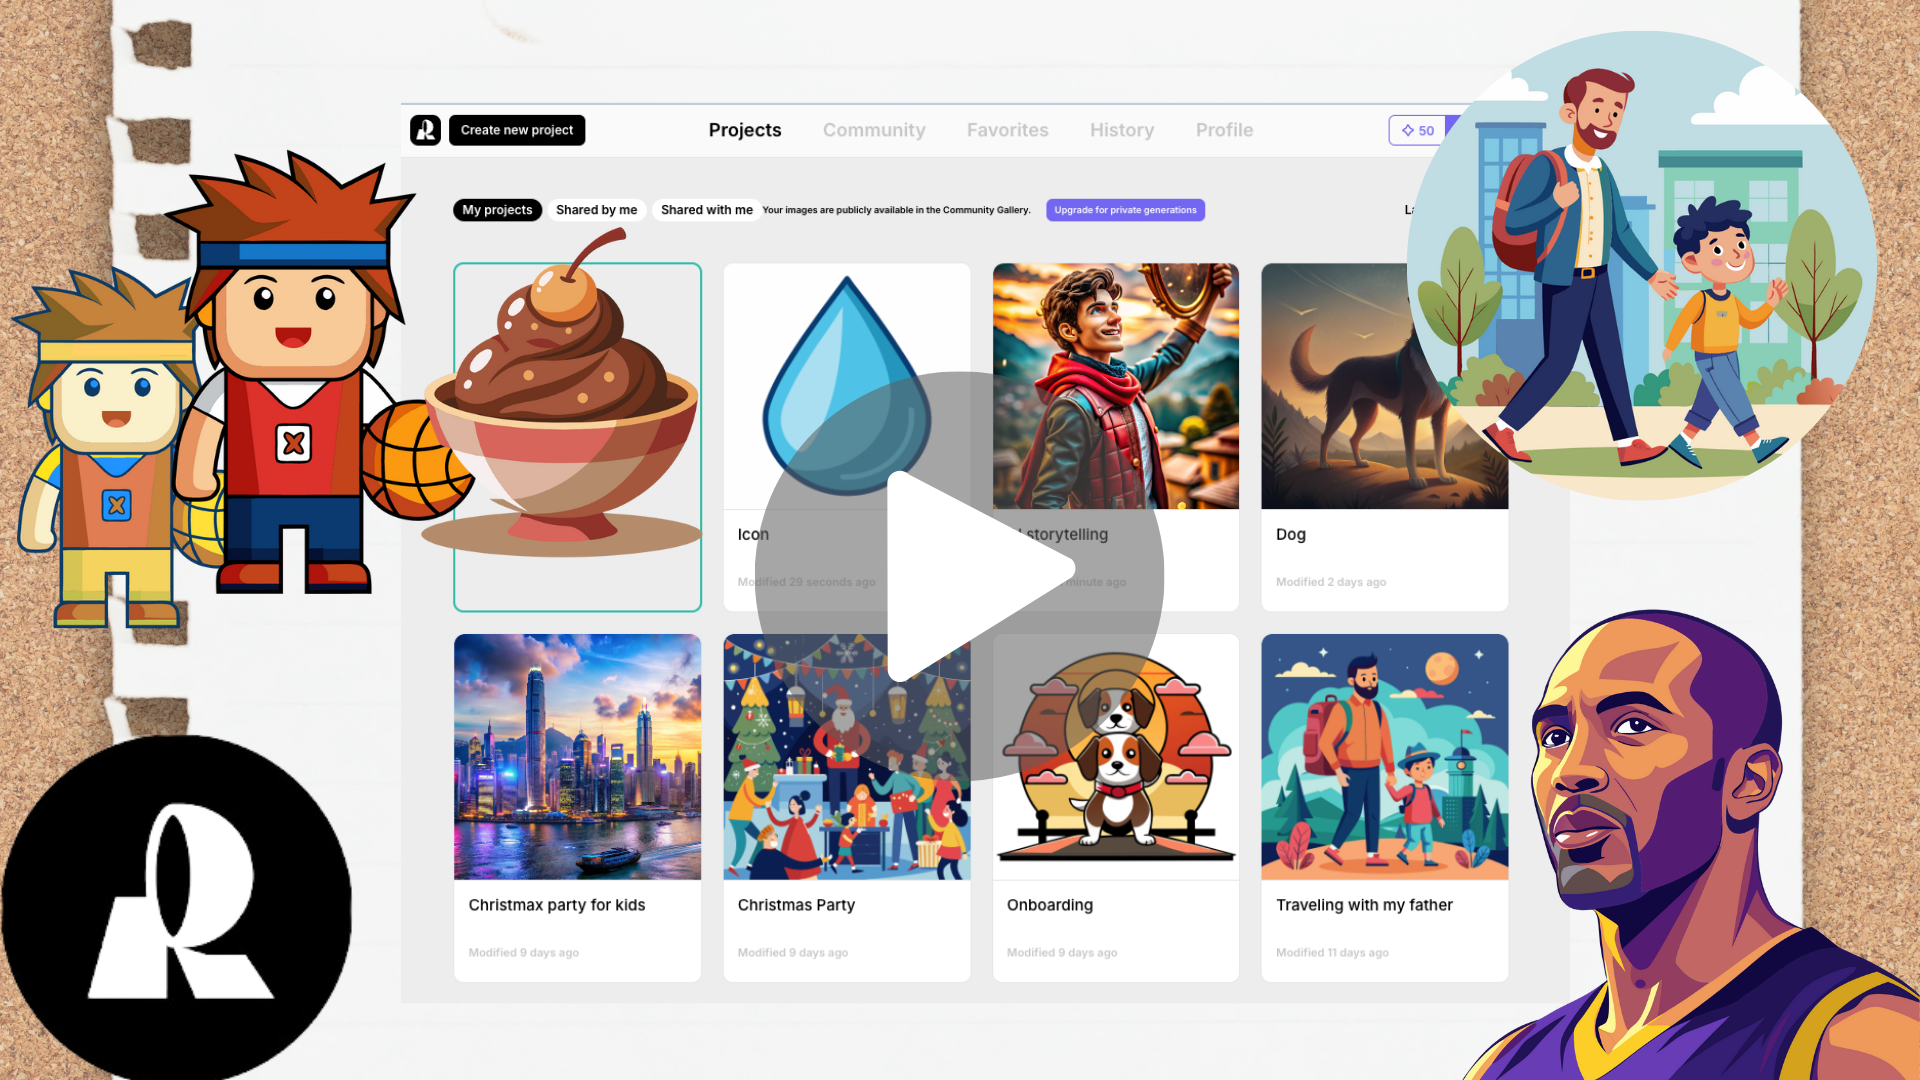 Create new project
Projects
Community
Favorites
History
Profile
50
My projects
Shared by me
Shared with me
Your images are publicly available in the Community Gallery.
Upgrade for private generations
Icon
Modified 29 seconds ago
storytelling
minute ago
Dog
Modified 2 days ago
Christmax party for kids
Modified 9 days ago
Christmas Party
Modified 9 days ago
Onboarding
Modified 9 days ago
Traveling with my father
Modified 11 days ago